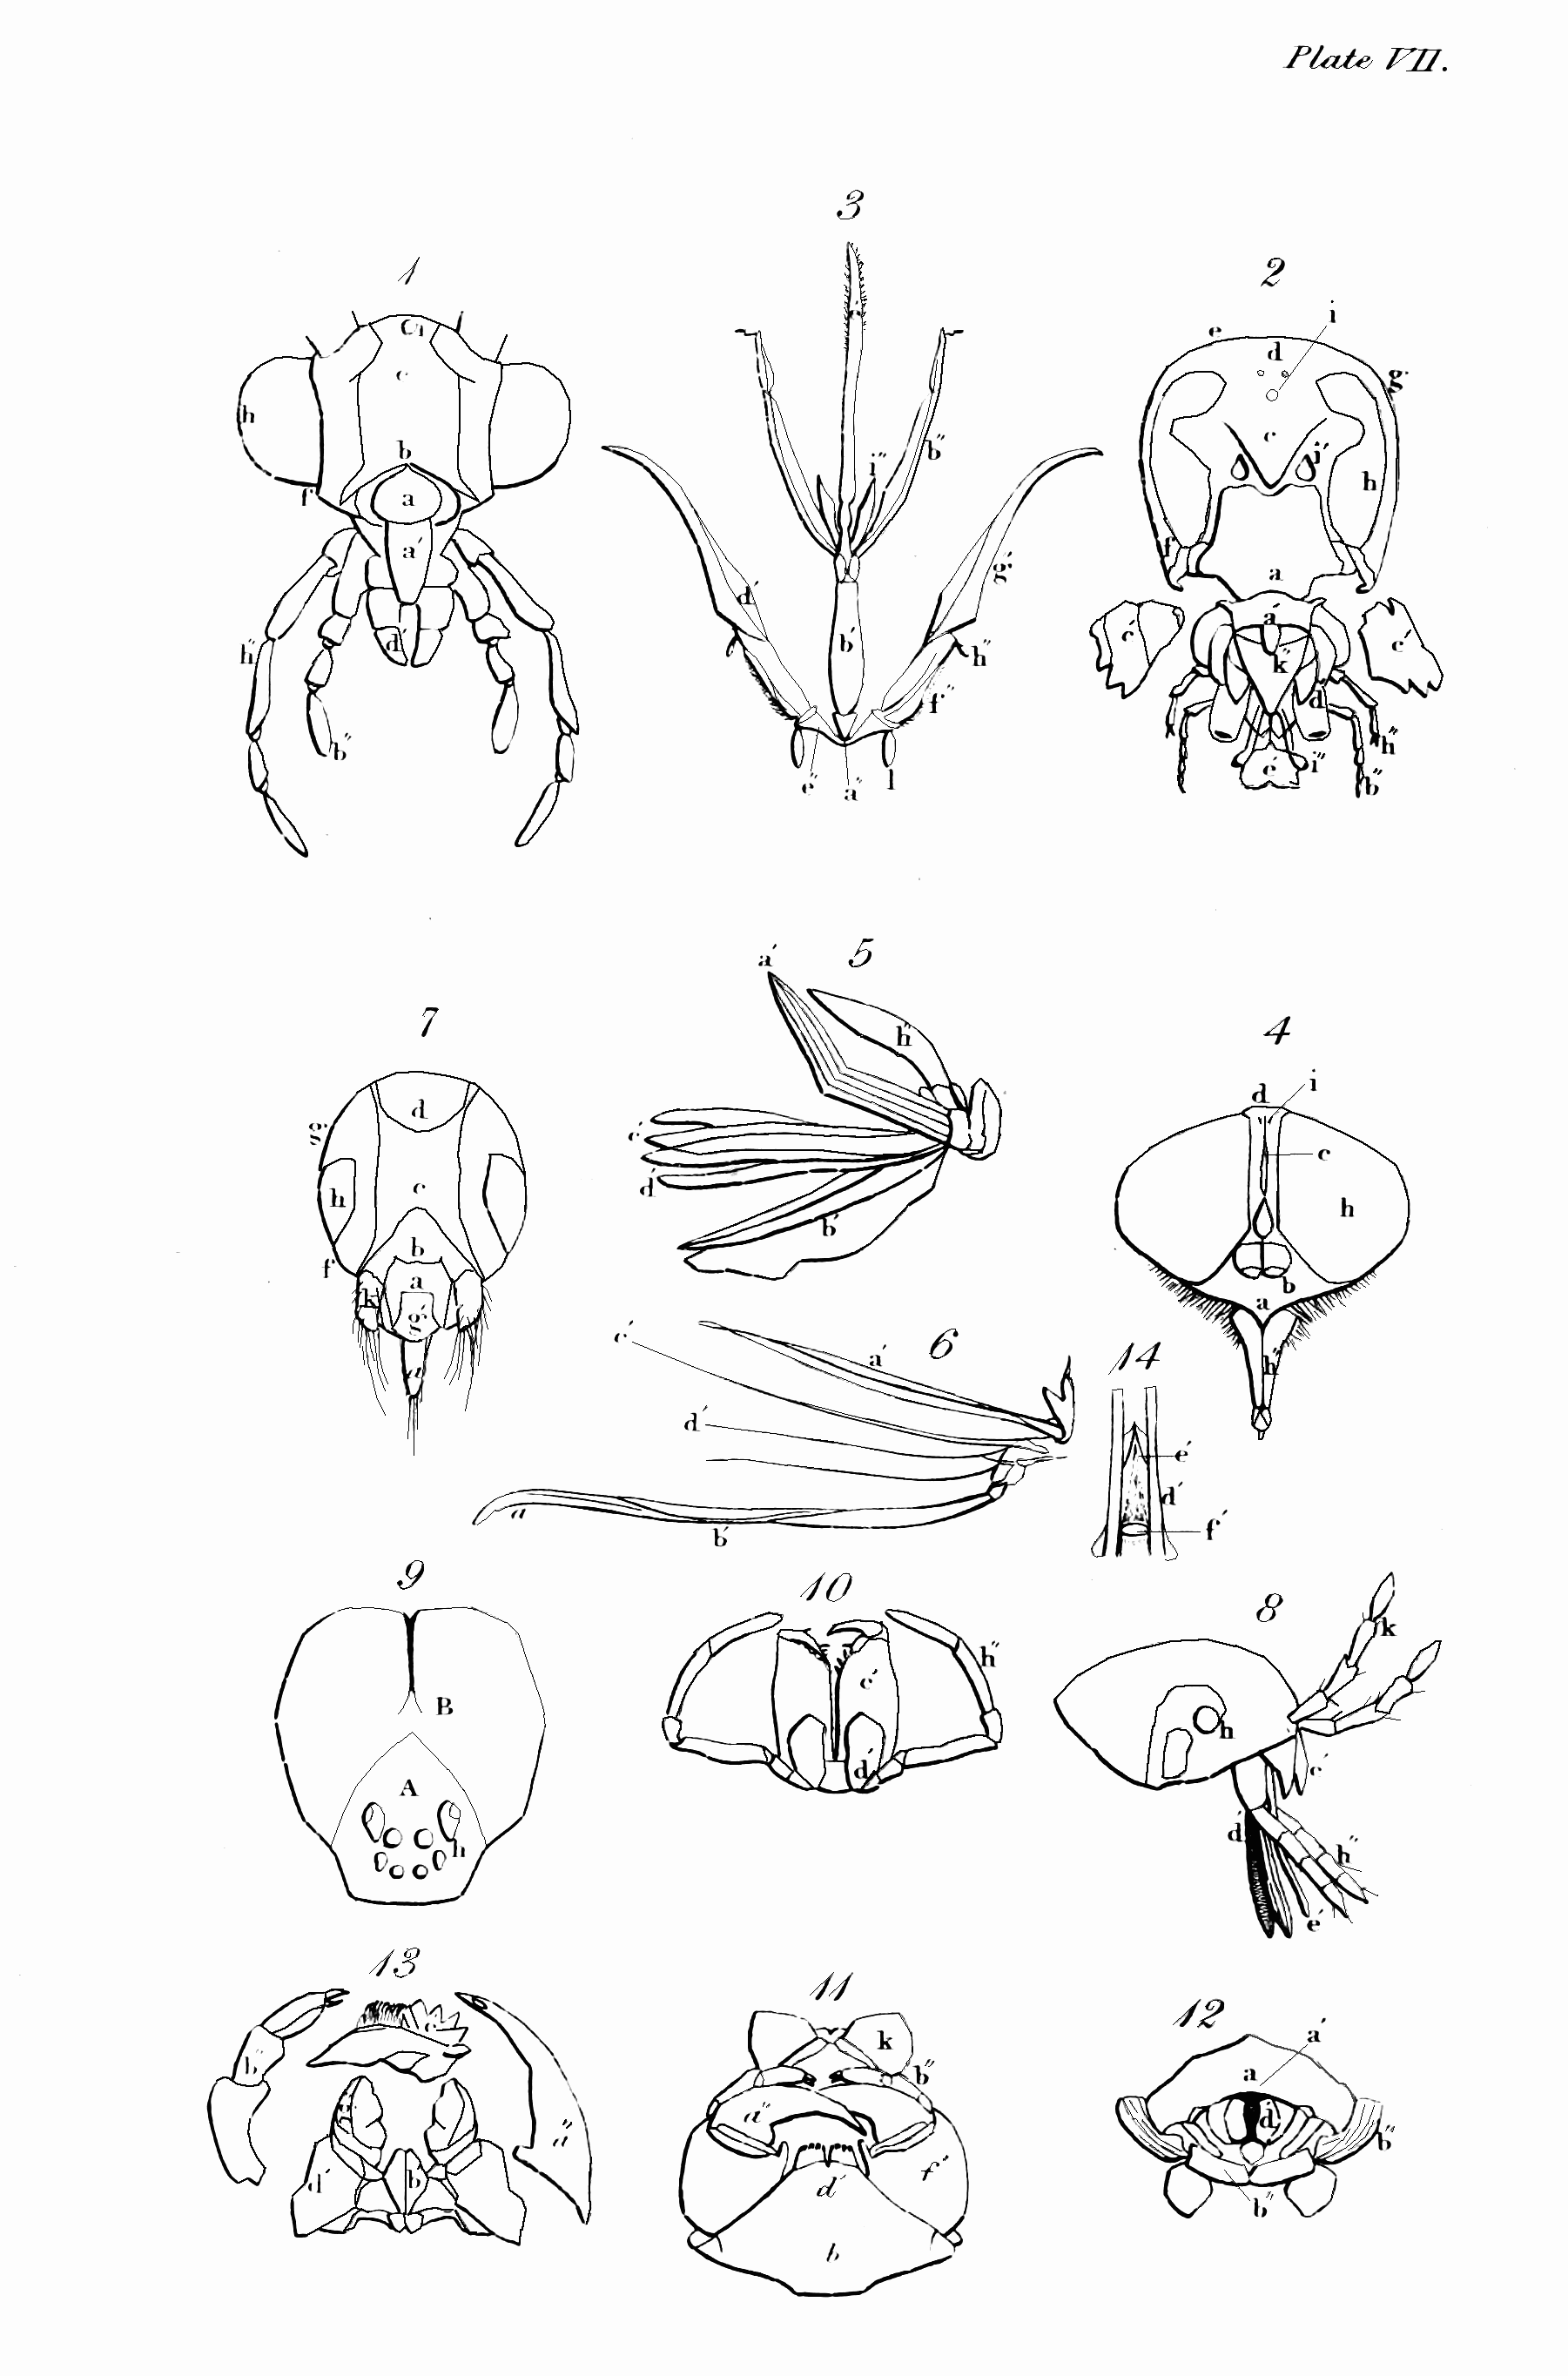 Plate VII.
3
1
2
i
e
d
g
c
c
h
b
i''
b''
i'
h
f
a
a'
d'
g'
f
a
a'
h''
d'
b'
h''
f''
c'
c'
k''
d
h''
b''
b''
e''
a''
l
e'
i''
5
a'
7
h''
4
d
i
d
g
c'
c
h
c
d'
h
b'
b
f
a
b
k
g'
a
h''
a'
6
c'
a'
14
d'
e'
d'
f'
a
b'
9
10
8
k
h''
B
c'
h
A
d'
c'
h
d'
h''
e'
13
11
12
a'
c
k
b''
a
b''
a''
d
a''
b''
d'
b'
f'
d'
b''
b